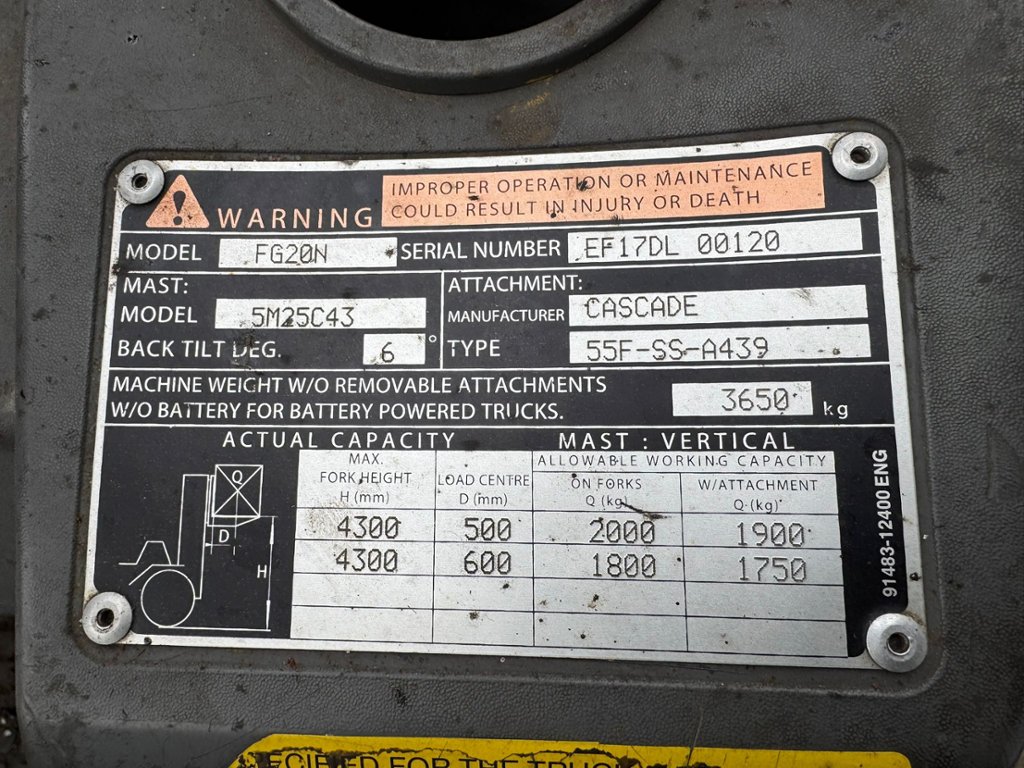 IMPROPER OPERATION OR MAINTENANCE
WARNING COULD RESULT IN INJURY OR DEATH
MODEL FG20N SERIAL NUMBER EF17DL 00120
MAST: ATTACHMENT:
MODEL 5M25C43 MANUFACTURER CASCADE
BACK TILT DEG. 6° TYPE 55F-SS-A439
MACHINE WEIGHT W/O REMOVABLE ATTACHMENTS
W/O BATTERY FOR BATTERY POWERED TRUCKS. 3650 kg
ACTUAL CAPACITY MAST : VERTICAL
MAX. ALLOWABLE WORKING CAPACITY
FORK HEIGHT LOAD CENTRE ON FORKS W/ATTACHMENT
H (mm) D (mm) Q (kg) Q (kg)
4300 500 2000 1900
4300 600 1800 1750
Q
D
H
91483-12400 ENG
FOR THE TRUCK